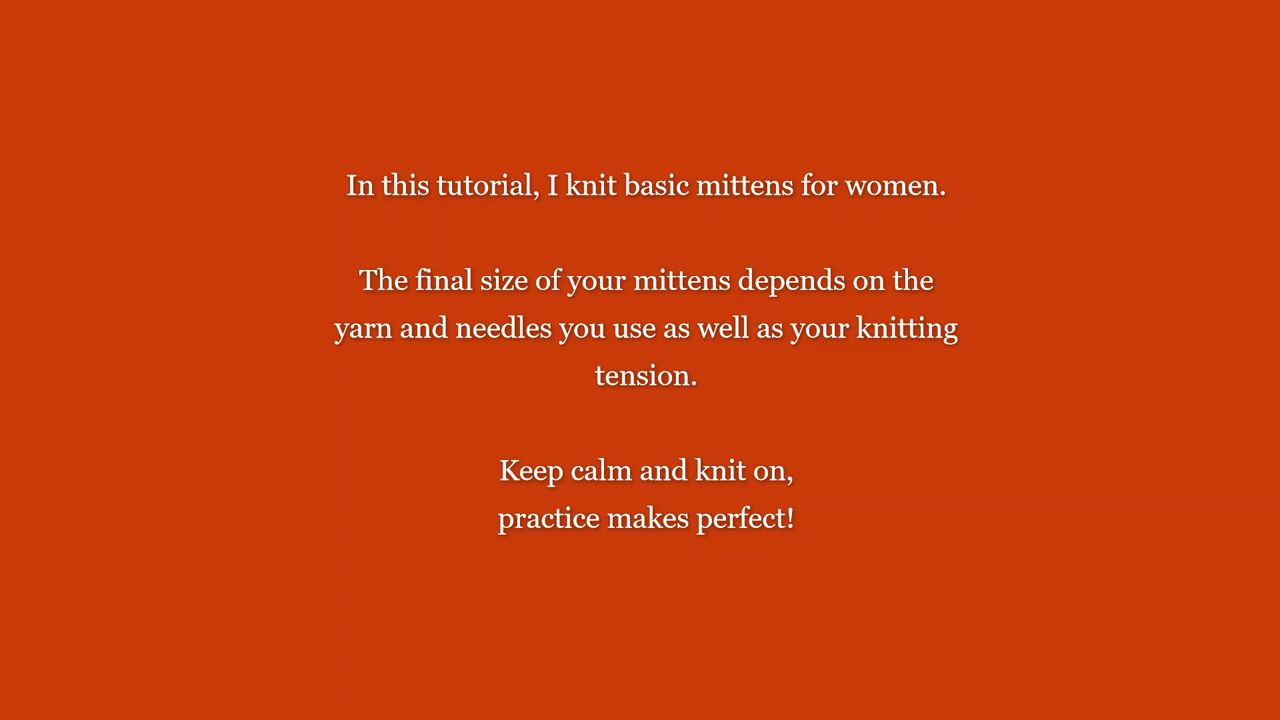 In this tutorial, I knit basic mittens for women.
The final size of your mittens depends on the
yarn and needles you use as well as your knitting
tension.
Keep calm and knit on,
practice makes perfect!